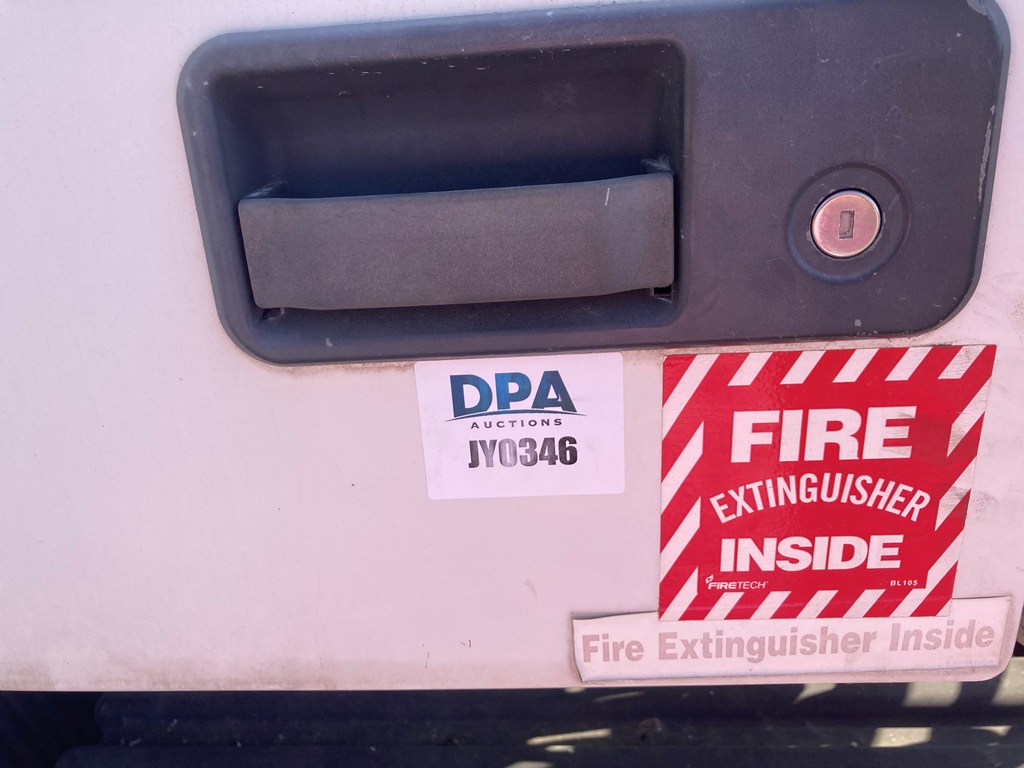 DPA
AUCTIONS
JY0346
FIRE
EXTINGUISHER
INSIDE
FIRETECH
BL105
Fire Extinguisher Inside